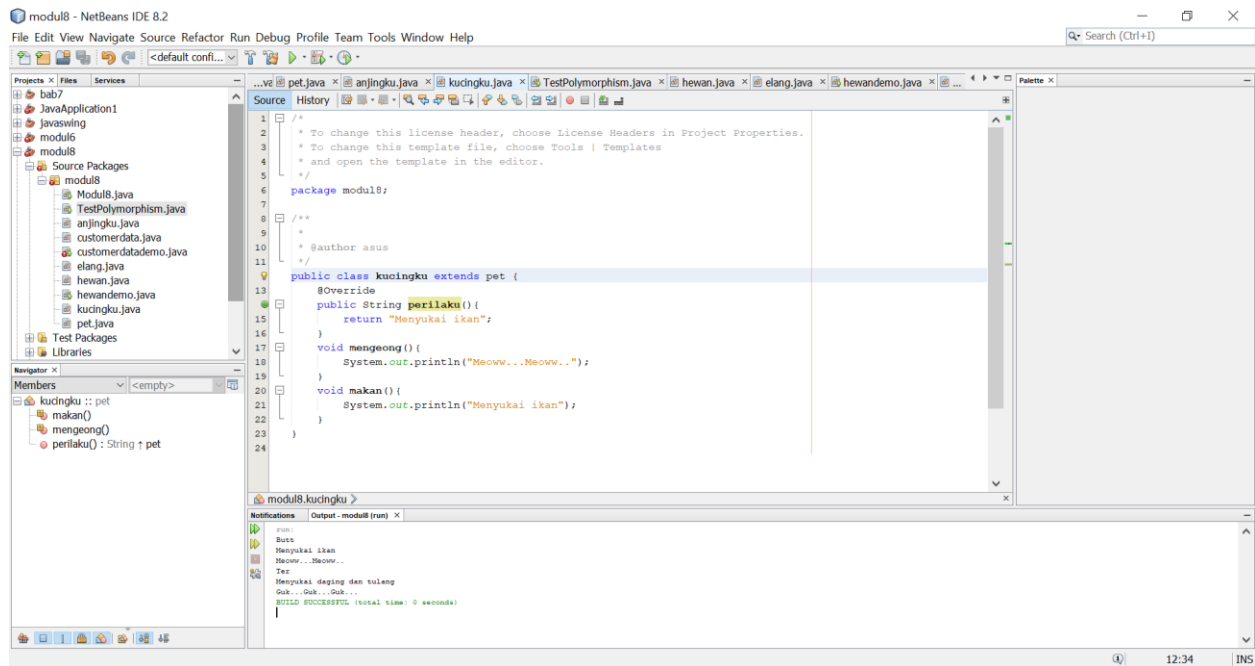 modul8 - NetBeans IDE 8.2
File Edit View Navigate Source Refactor Run Debug Profile Team Tools Window Help
Search (Ctrl+I)
<default confi...
Projects Files Services
bab7
JavaApplication1
javaswing
modul6
modul8
Source Packages
modul8
Modul8.java
TestPolymorphism.java
anjingku.java
customerdata.java
customerdatademo.java
elang.java
hewan.java
hewandemo.java
kucingku.java
pet.java
Test Packages
Libraries
Navigator
Members <empty>
kucingku :: pet
makan()
mengeong()
perilaku() : String ↑ pet
...va pet.java anjingku.java kucingku.java TestPolymorphism.java hewan.java elang.java hewandemo.java ...
Source History
1 /*
2 * To change this license header, choose License Headers in Project Properties.
3 * To change this template file, choose Tools | Templates
4 * and open the template in the editor.
5 */
6 package modul8;
7
8 /**
9 *
10 * @author asus
11 */
public class kucingku extends pet {
13 @Override
public String perilaku(){
15 return "Menyukai ikan";
16 }
17 void mengeong(){
18 System.out.println("Meoww...Meoww..");
19 }
20 void makan(){
21 System.out.println("Menyukai ikan");
22 }
23 }
24
modul8.kucingku
Notifications Output - modul8 (run)
run:
Butt
Menyukai ikan
Meoww...Meoww..
Ter
Menyukai daging dan tulang
Guk...Guk...Guk...
BUILD SUCCESSFUL (total time: 0 seconds)
Palette
12:34 INS